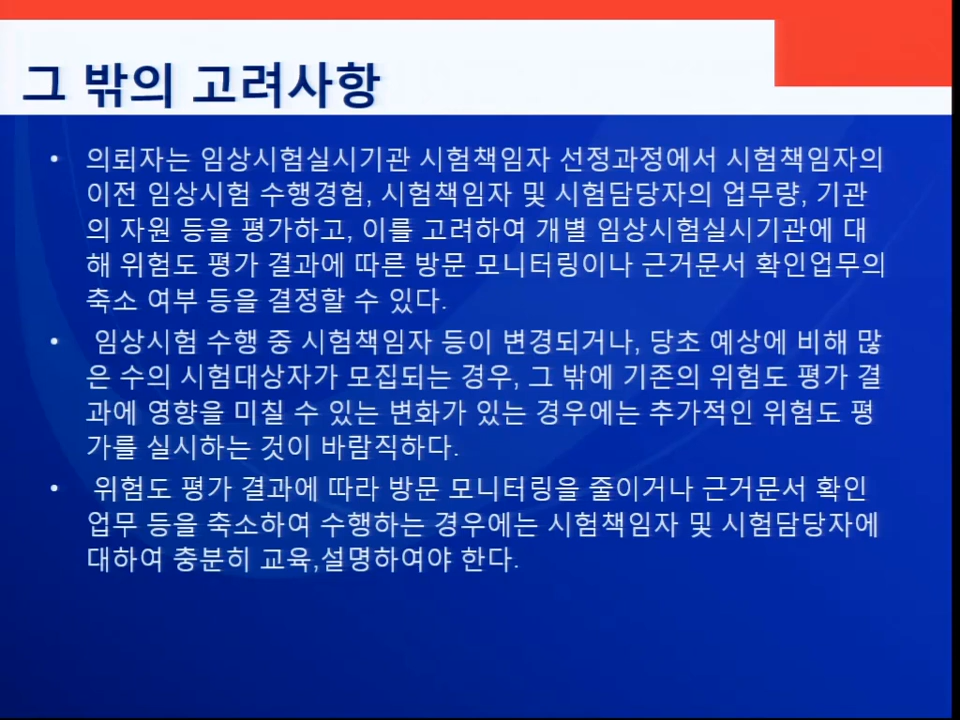 그 밖의 고려사항
• 의뢰자는 임상시험실시기관 시험책임자 선정과정에서 시험책임자의
이전 임상시험 수행경험, 시험책임자 및 시험담당자의 업무량, 기관
의 자원 등을 평가하고, 이를 고려하여 개별 임상시험실시기관에 대
해 위험도 평가 결과에 따른 방문 모니터링이나 근거문서 확인업무의
축소 여부 등을 결정할 수 있다.
• 임상시험 수행 중 시험책임자 등이 변경되거나, 당초 예상에 비해 많
은 수의 시험대상자가 모집되는 경우, 그 밖에 기존의 위험도 평가 결
과에 영향을 미칠 수 있는 변화가 있는 경우에는 추가적인 위험도 평
가를 실시하는 것이 바람직하다.
• 위험도 평가 결과에 따라 방문 모니터링을 줄이거나 근거문서 확인
업무 등을 축소하여 수행하는 경우에는 시험책임자 및 시험담당자에
대하여 충분히 교육,설명하여야 한다.